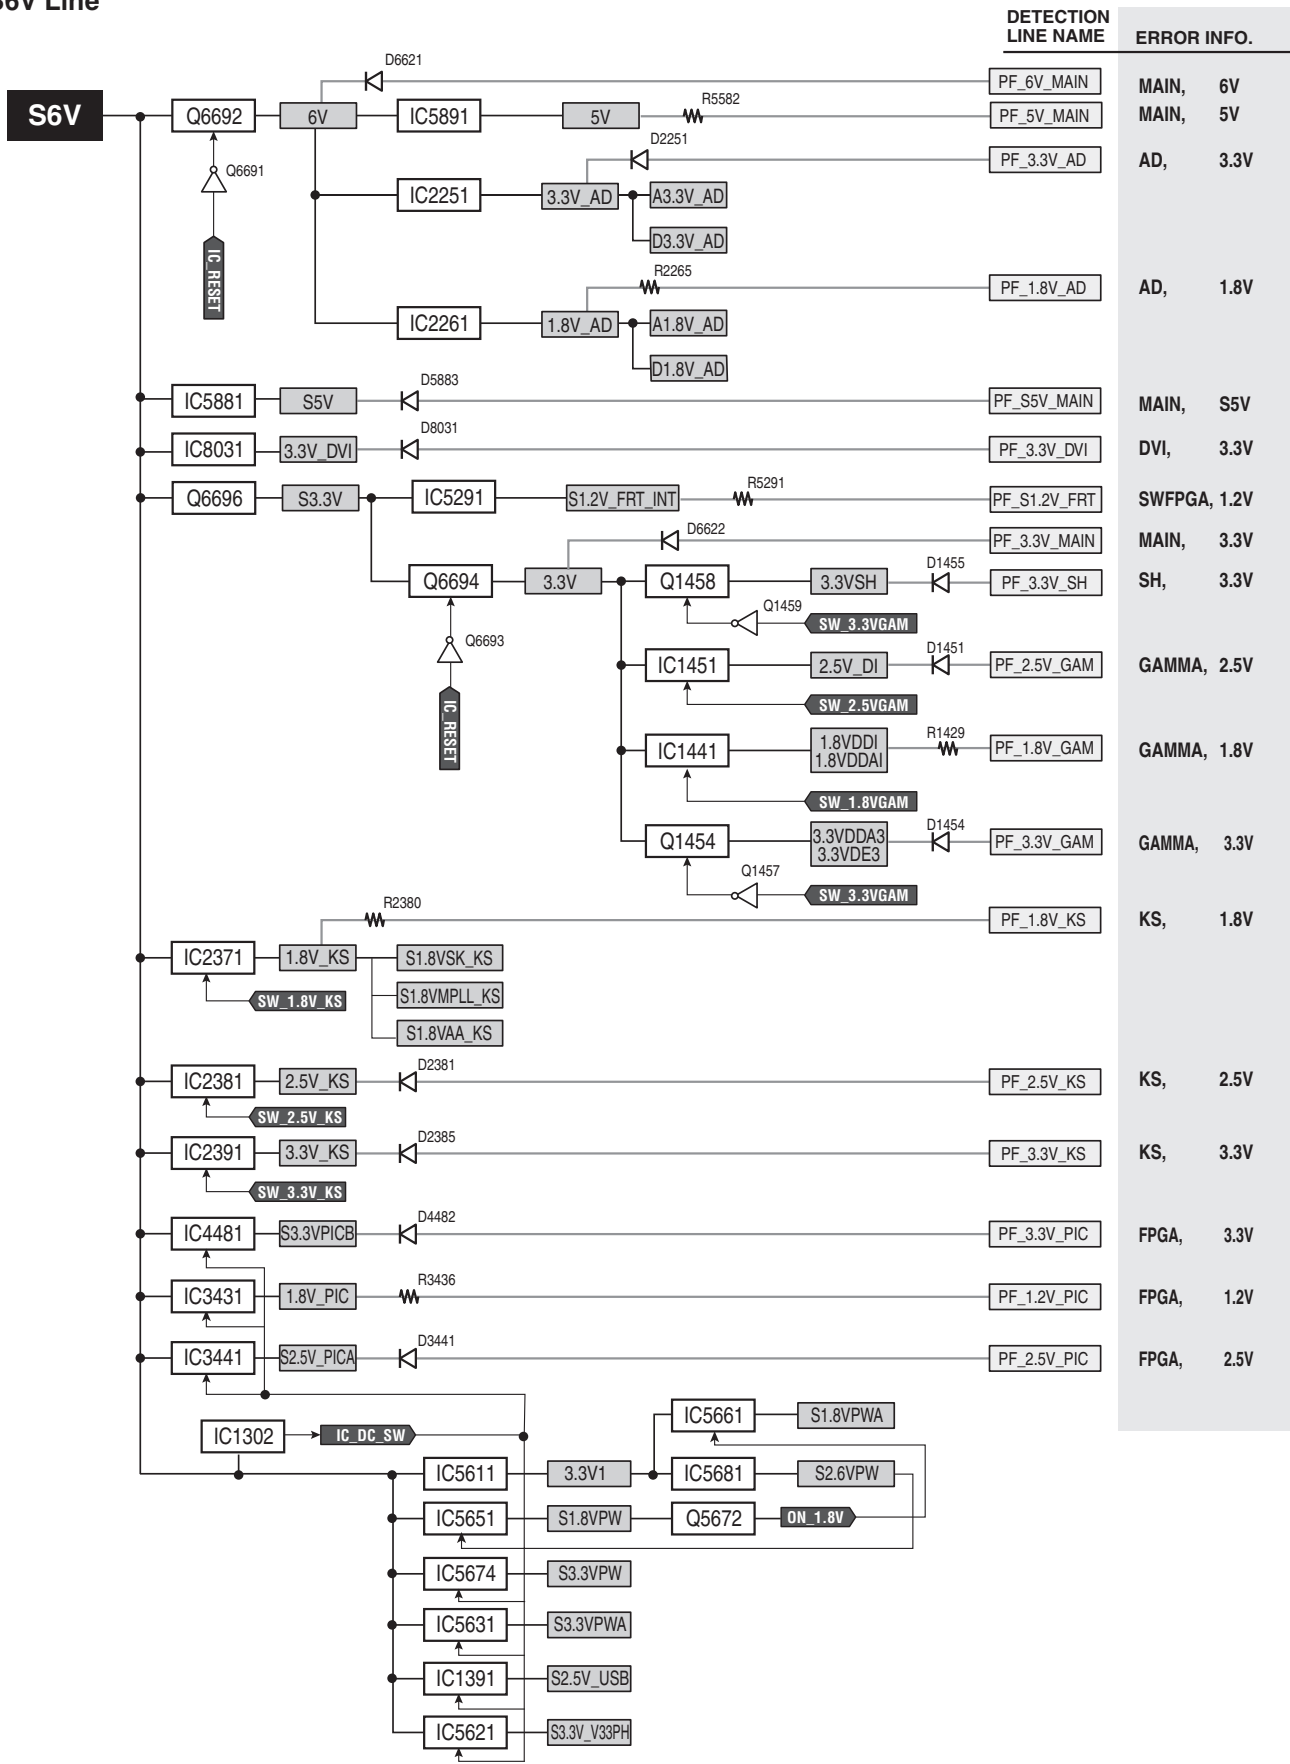 S6V Line
DETECTION
LINE NAME
ERROR INFO.
D6621
PF_6V_MAIN
MAIN, 6V
S6V
Q6692
6V
IC5891
5V
R5582
PF_5V_MAIN
MAIN, 5V
Q6691
D2251
PF_3.3V_AD
AD, 3.3V
IC2251
3.3V_AD
A3.3V_AD
D3.3V_AD
IC_RESET
R2265
PF_1.8V_AD
AD, 1.8V
IC2261
1.8V_AD
A1.8V_AD
D1.8V_AD
IC5881
S5V
D5883
PF_S5V_MAIN
MAIN, S5V
IC8031
3.3V_DVI
D8031
PF_3.3V_DVI
DVI, 3.3V
Q6696
S3.3V
IC5291
S1.2V_FRT_INT
R5291
PF_S1.2V_FRT
SWFPGA, 1.2V
D6622
PF_3.3V_MAIN
MAIN, 3.3V
Q6694
3.3V
Q1458
3.3VSH
D1455
PF_3.3V_SH
SH, 3.3V
Q1459
SW_3.3VGAM
Q6693
IC_RESET
IC1451
2.5V_DI
D1451
PF_2.5V_GAM
GAMMA, 2.5V
SW_2.5VGAM
IC1441
1.8VDDI
1.8VDDAI
R1429
PF_1.8V_GAM
GAMMA, 1.8V
SW_1.8VGAM
Q1454
3.3VDDA3
3.3VDE3
D1454
PF_3.3V_GAM
GAMMA, 3.3V
Q1457
SW_3.3VGAM
R2380
PF_1.8V_KS
KS, 1.8V
IC2371
1.8V_KS
S1.8VSK_KS
SW_1.8V_KS
S1.8VMPLL_KS
S1.8VAA_KS
IC2381
2.5V_KS
D2381
PF_2.5V_KS
KS, 2.5V
SW_2.5V_KS
IC2391
3.3V_KS
D2385
PF_3.3V_KS
KS, 3.3V
SW_3.3V_KS
IC4481
S3.3VPICB
D4482
PF_3.3V_PIC
FPGA, 3.3V
IC3431
1.8V_PIC
R3436
PF_1.2V_PIC
FPGA, 1.2V
IC3441
S2.5V_PICA
D3441
PF_2.5V_PIC
FPGA, 2.5V
IC1302
IC_DC_SW
IC5661
S1.8VPWA
IC5611
3.3V1
IC5681
S2.6VPW
IC5651
S1.8VPW
Q5672
ON_1.8V
IC5674
S3.3VPW
IC5631
S3.3VPWA
IC1391
S2.5V_USB
IC5621
S3.3V_V33PH